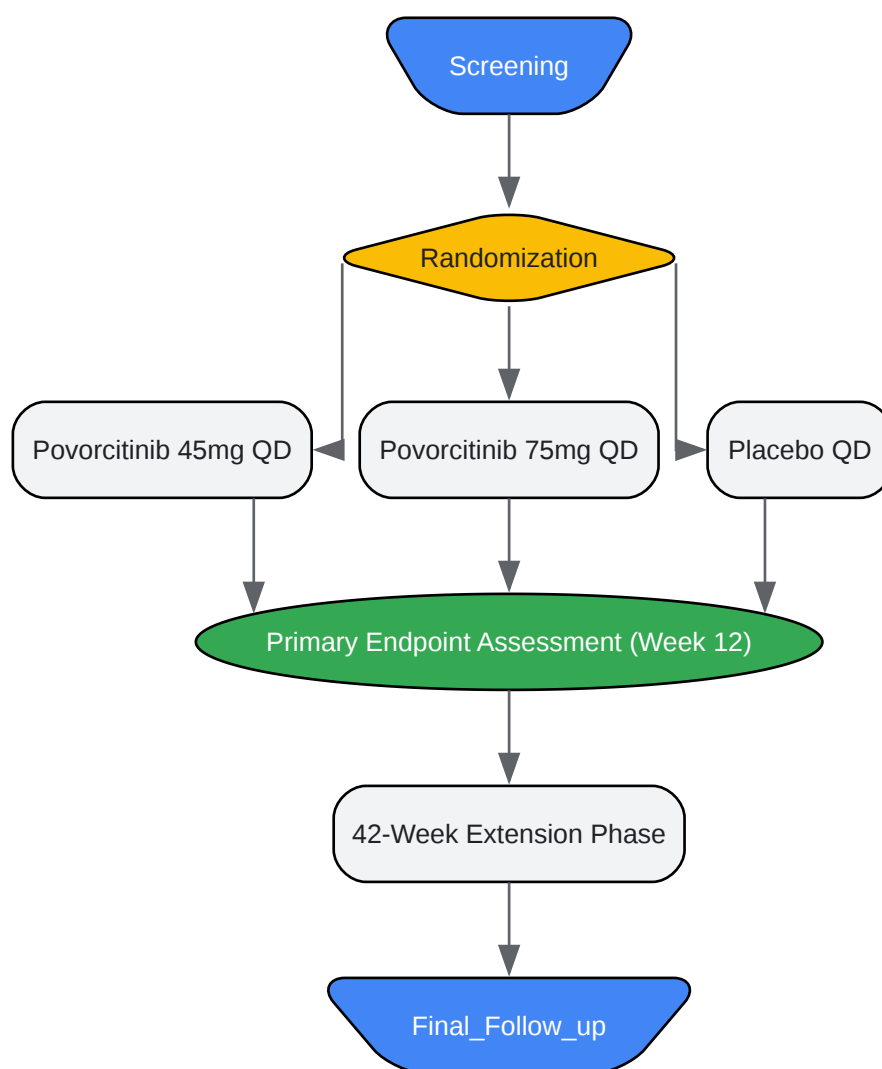 Screening
Randomization
Povorcitinib 45mg QD
Povorcitinib 75mg QD
Placebo QD
Primary Endpoint Assessment (Week 12)
42-Week Extension Phase
Final_Follow_up